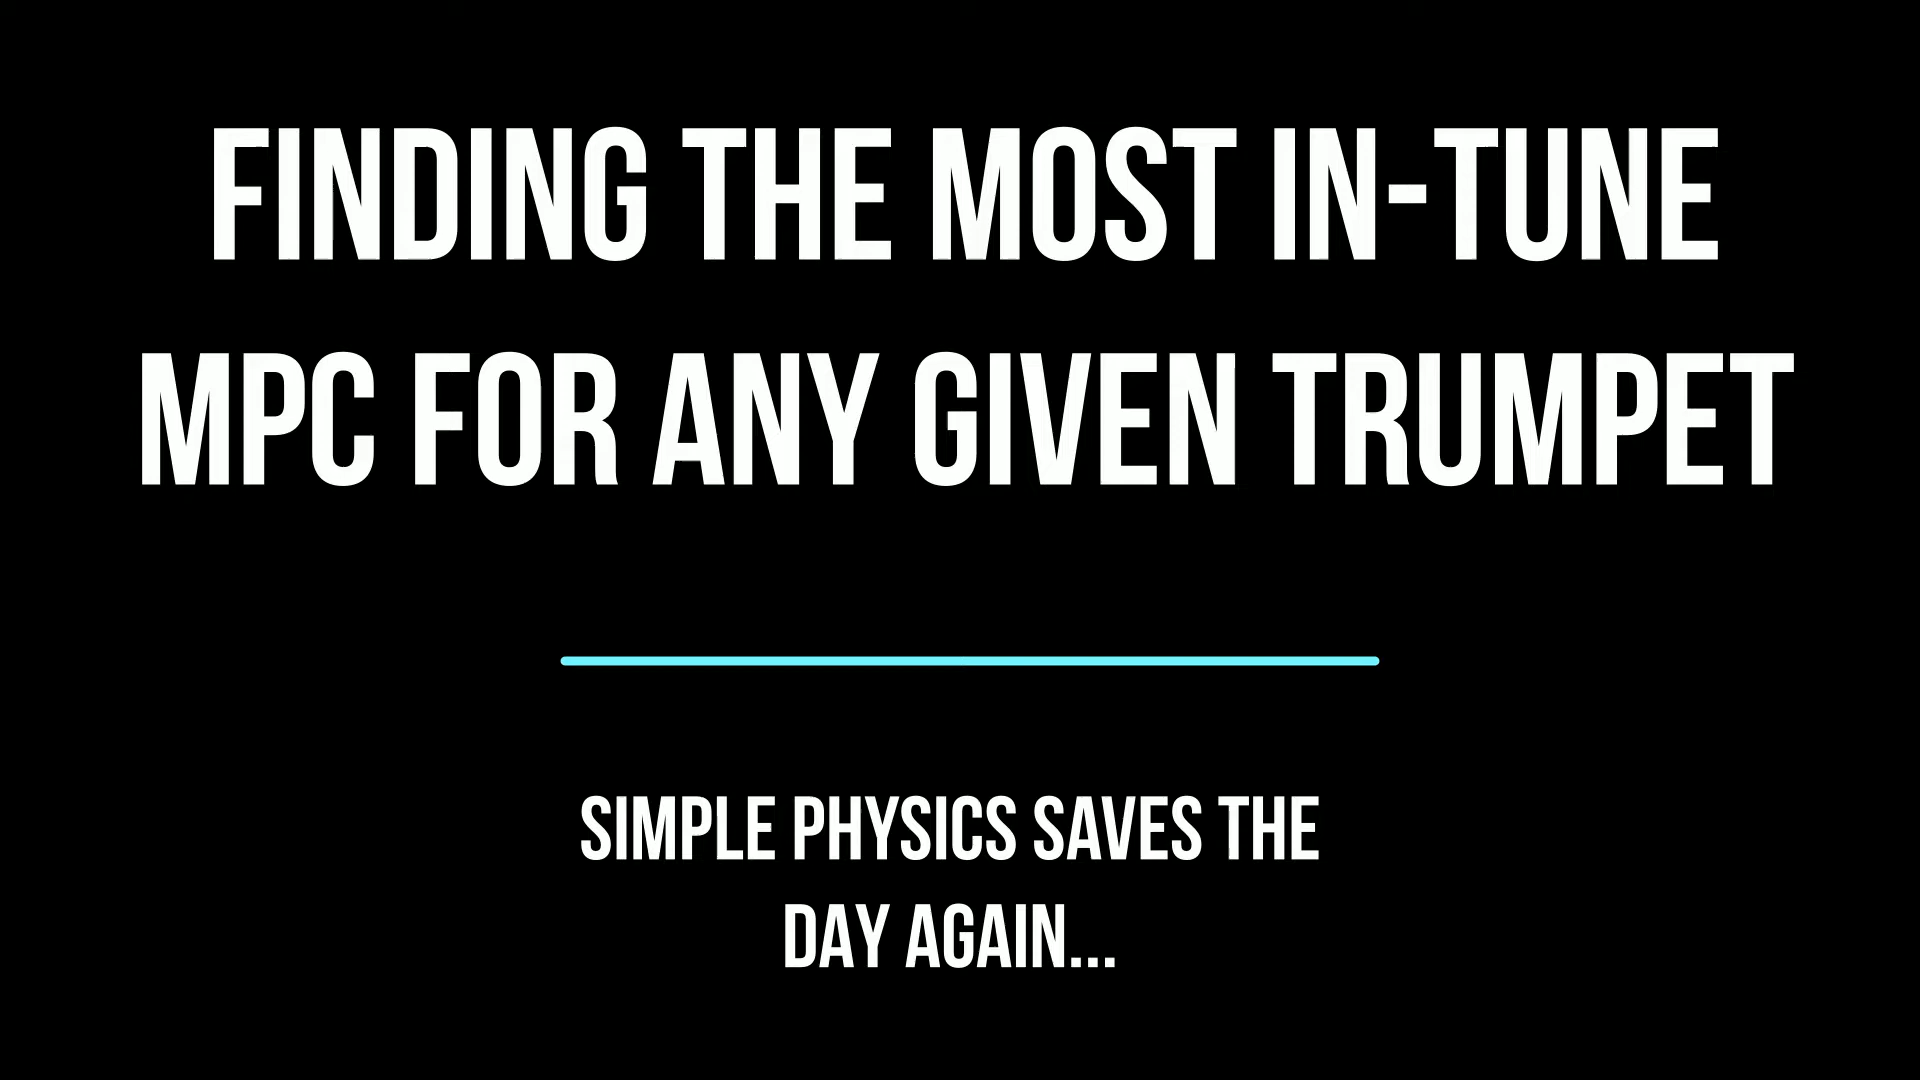 FINDING THE MOST IN-TUNE
MPC FOR ANY GIVEN TRUMPET
SIMPLE PHYSICS SAVES THE
DAY AGAIN...